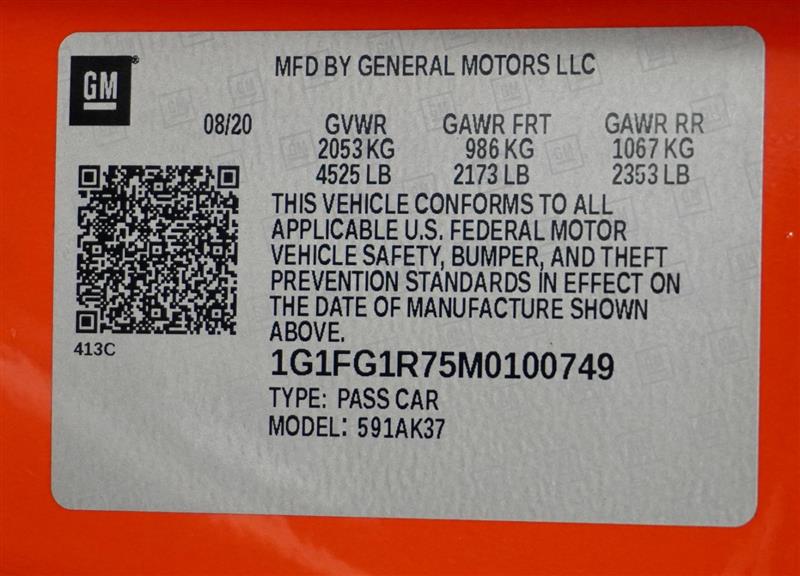 GM
MFD BY GENERAL MOTORS LLC
08/20 GVWR GAWR FRT GAWR RR
2053 KG 986 KG 1067 KG
4525 LB 2173 LB 2353 LB
THIS VEHICLE CONFORMS TO ALL
APPLICABLE U.S. FEDERAL MOTOR
VEHICLE SAFETY, BUMPER, AND THEFT
PREVENTION STANDARDS IN EFFECT ON
THE DATE OF MANUFACTURE SHOWN
ABOVE.
413C
1G1FG1R75M0100749
TYPE: PASS CAR
MODEL: 591AK37